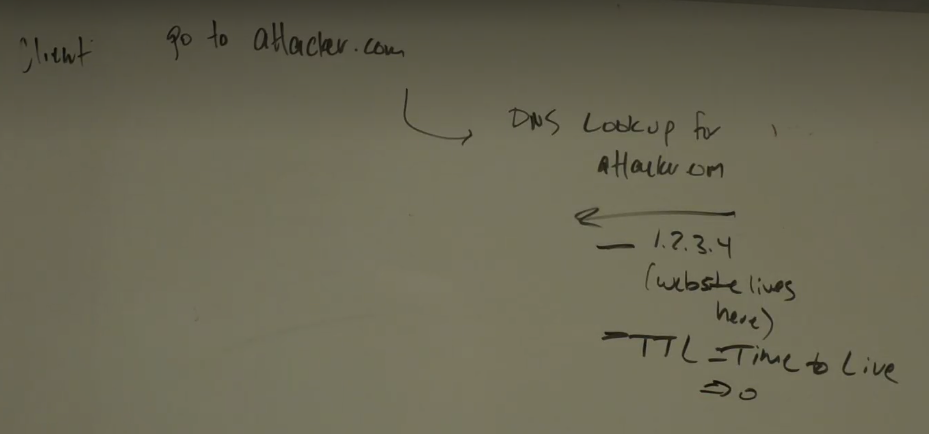 Client go to attacker.com
DNS Lookup for
attacker.com
— 1.2.3.4
(website lives
here)
- TTL = Time to Live
⇒ 0